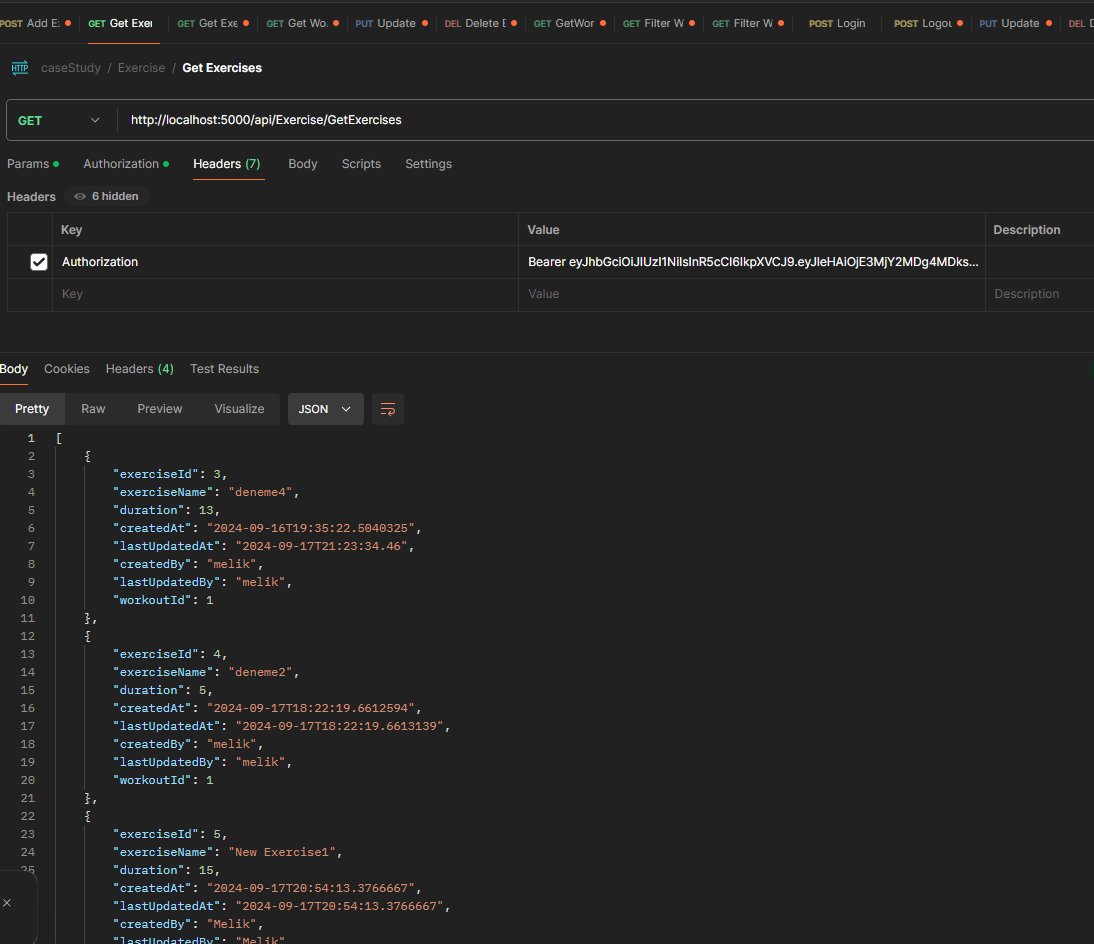 POST Add E: GET Get Exer GET Get Exe GET Get Wo. PUT Update DEL Delete E GET GetWor GET Filter W GET Filter W POST Login POST Logou PUT Update DEL D
HTTP caseStudy / Exercise / Get Exercises
GET http://localhost:5000/api/Exercise/GetExercises
Params Authorization Headers (7) Body Scripts Settings
Headers 6 hidden
Key Value Description
Authorization Bearer eyJhbGciOiJIUzI1NiIsInR5cCI6IkpXVCJ9.eyJleHAiOjE3MjY2MDg4MDks...
Key Value Description
Body Cookies Headers (4) Test Results
Pretty Raw Preview Visualize JSON
1 [
2 {
3 "exerciseId": 3,
4 "exerciseName": "deneme4",
5 "duration": 13,
6 "createdAt": "2024-09-16T19:35:22.5040325",
7 "lastUpdatedAt": "2024-09-17T21:23:34.46",
8 "createdBy": "melik",
9 "lastUpdatedBy": "melik",
10 "workoutId": 1
11 },
12 {
13 "exerciseId": 4,
14 "exerciseName": "deneme2",
15 "duration": 5,
16 "createdAt": "2024-09-17T18:22:19.6612594",
17 "lastUpdatedAt": "2024-09-17T18:22:19.6613139",
18 "createdBy": "melik",
19 "lastUpdatedBy": "melik",
20 "workoutId": 1
21 },
22 {
23 "exerciseId": 5,
24 "exerciseName": "New Exercise1",
25 "duration": 15,
"createdAt": "2024-09-17T20:54:13.3766667",
"lastUpdatedAt": "2024-09-17T20:54:13.3766667",
"createdBy": "Melik",
"lastUpdatedBy": "Melik"